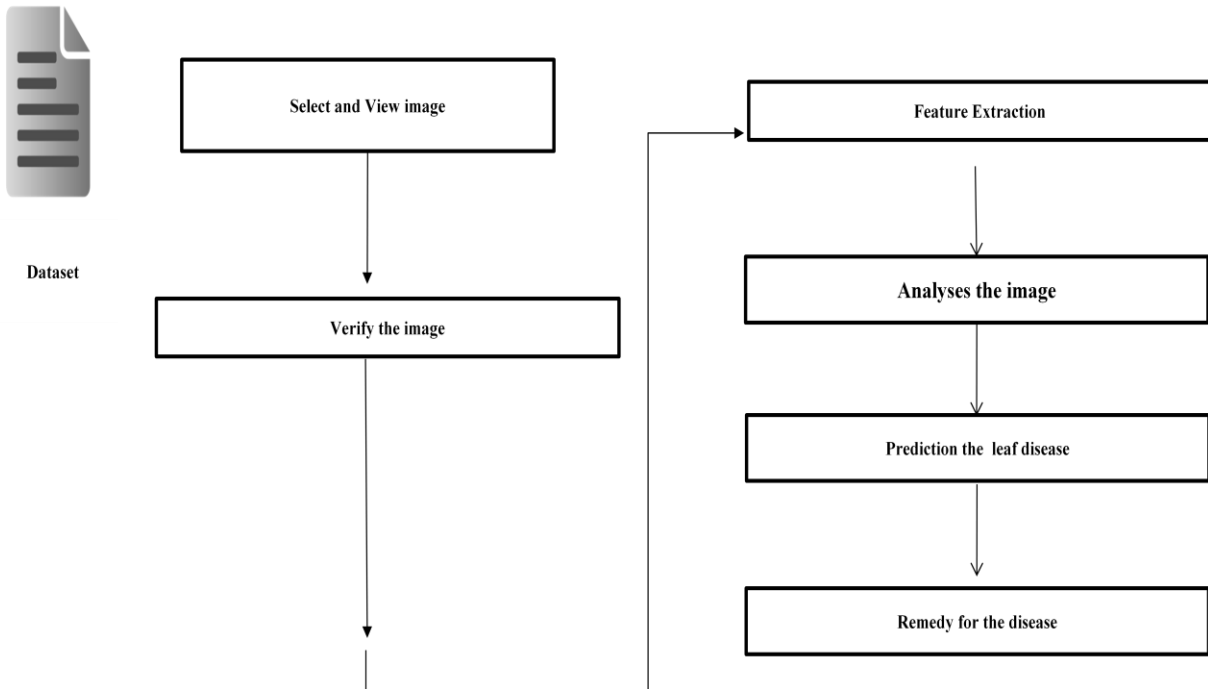 Dataset
Select and View image
Verify the image
Feature Extraction
Analyses the image
Prediction the leaf disease
Remedy for the disease